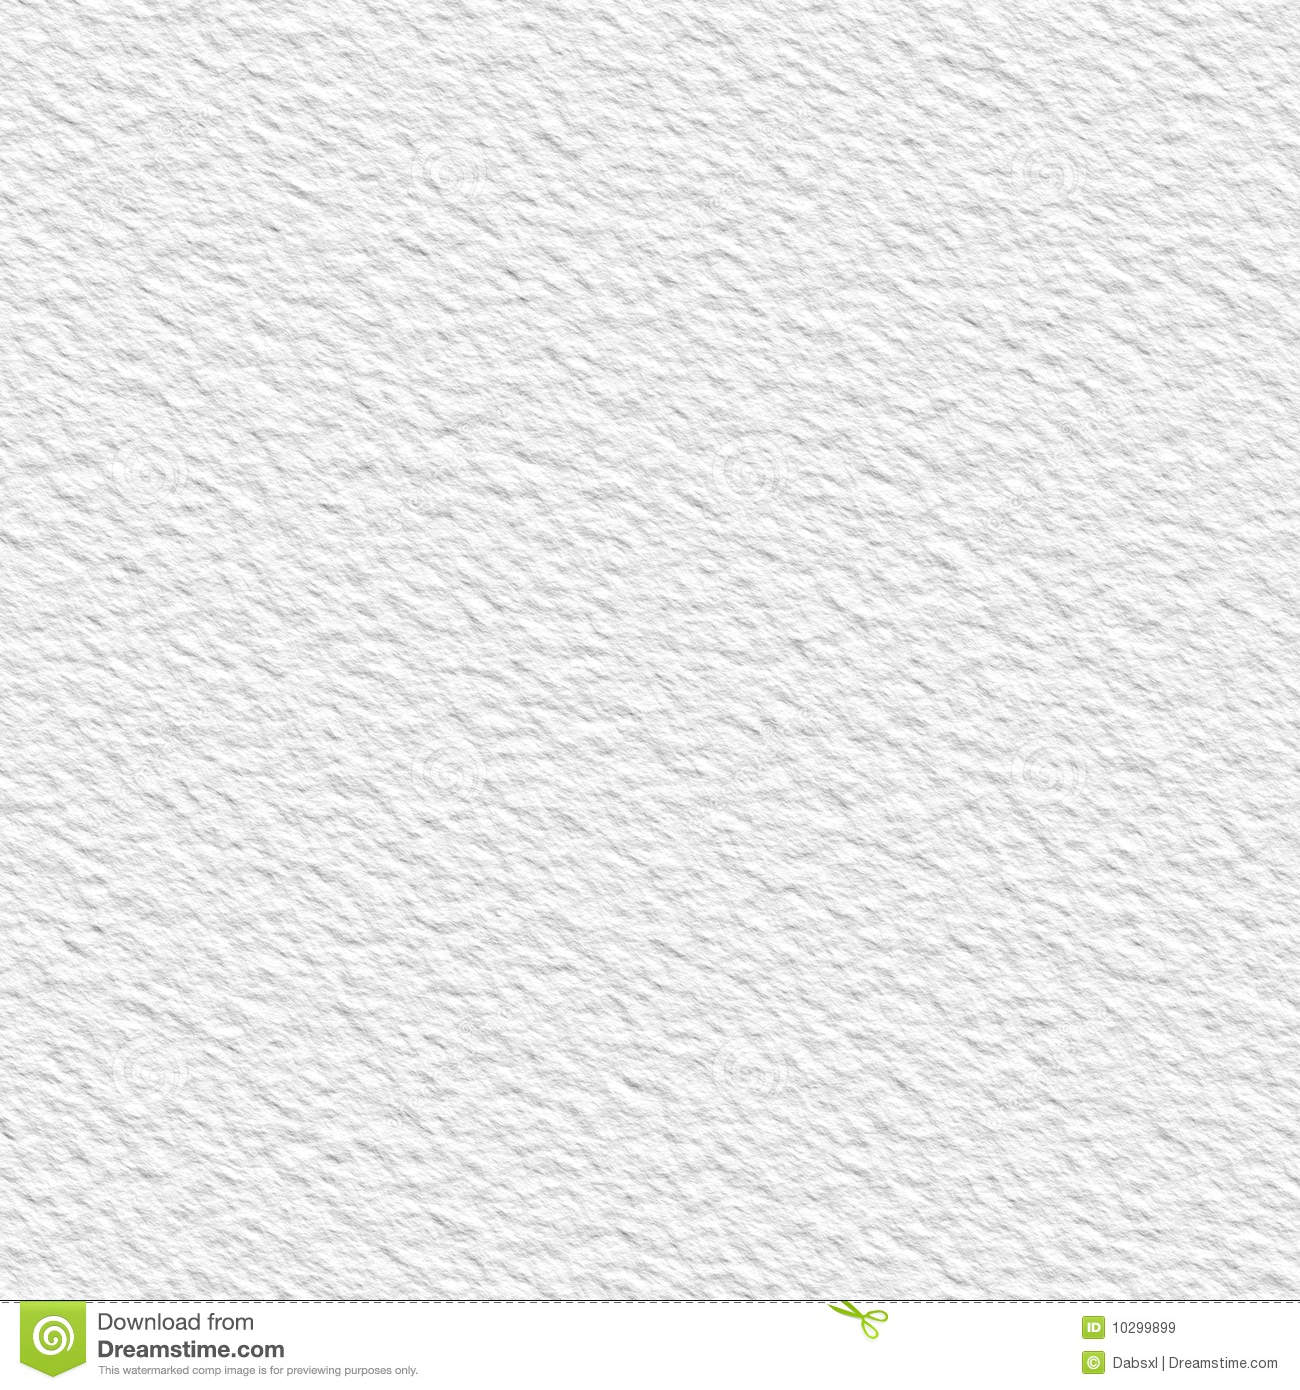 Download from
Dreamstime.com
This watermarked comp image is for previewing purposes only.
ID 10299899
© Dabsxl | Dreamstime.com